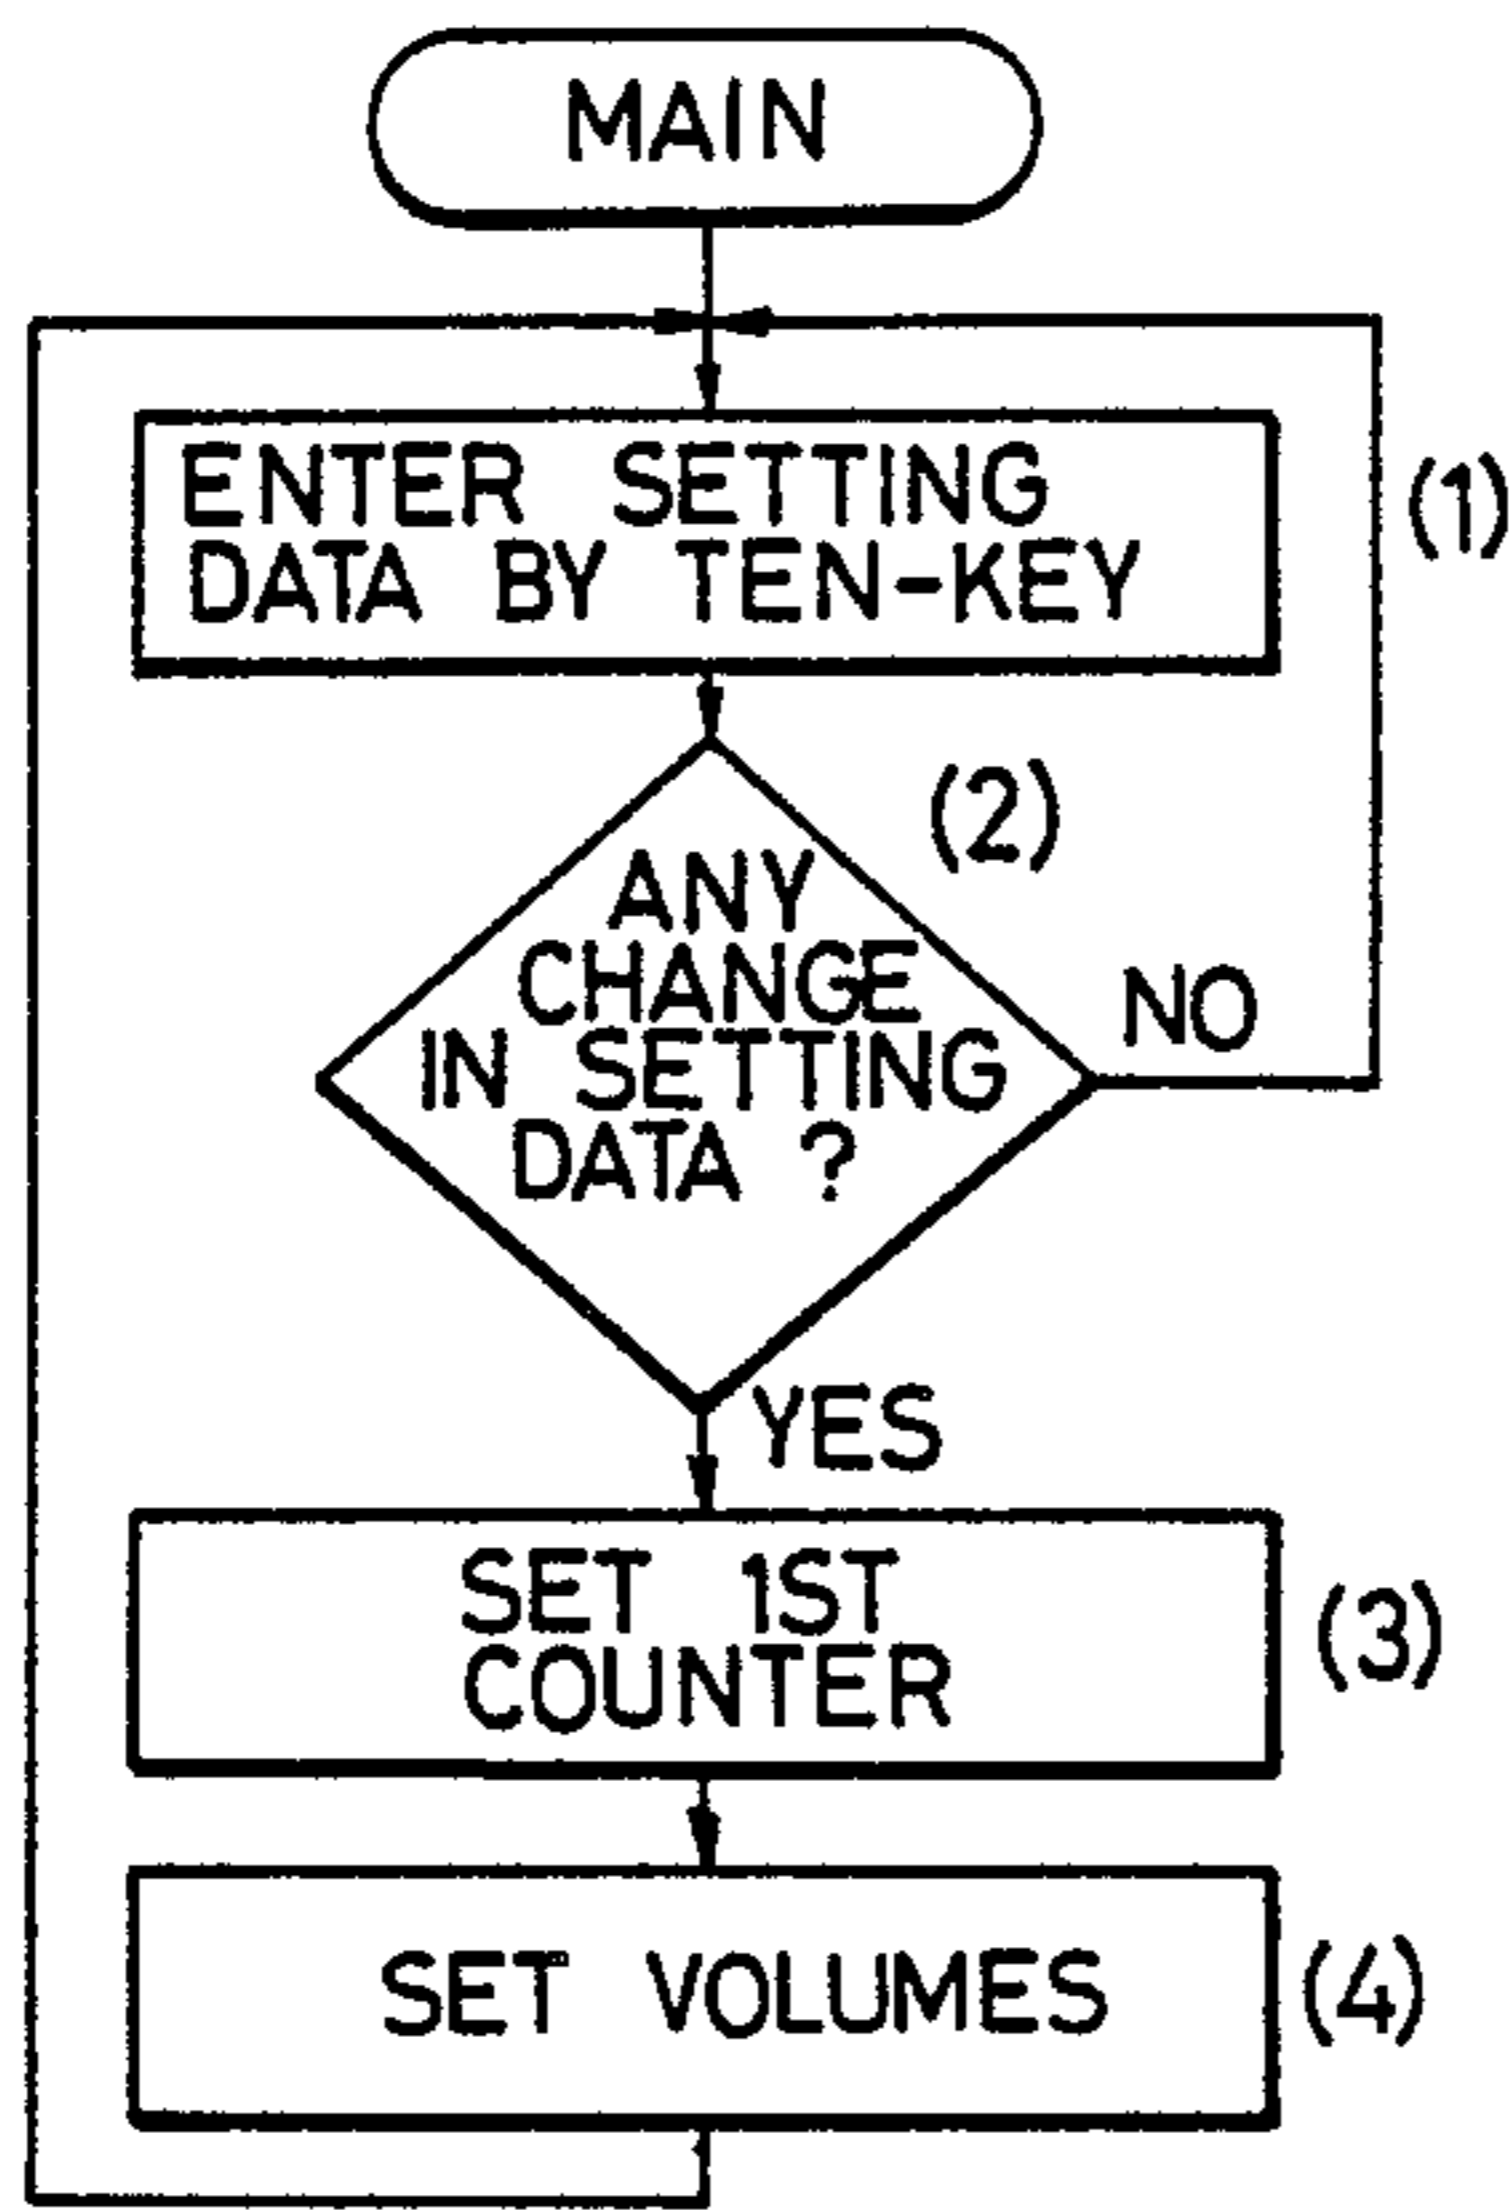 MAIN
ENTER SETTING
DATA BY TEN-KEY
(1)
(2)
ANY
CHANGE
IN SETTING
DATA ?
NO
YES
SET 1ST
COUNTER
(3)
SET VOLUMES
(4)